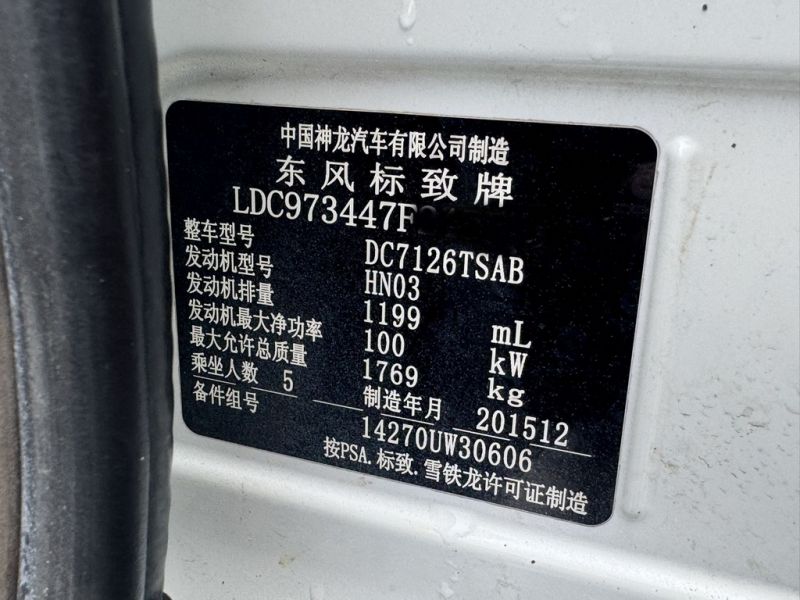 中国神龙汽车有限公司制造
东风标致牌
LDC973447F
整车型号 DC7126TSAB
发动机型号 HN03
发动机排量 1199 mL
发动机最大净功率 100 kW
最大允许总质量 1769 kg
乘坐人数 5 制造年月 201512
备件组号 14270UW30606
按PSA.标致.雪铁龙许可证制造